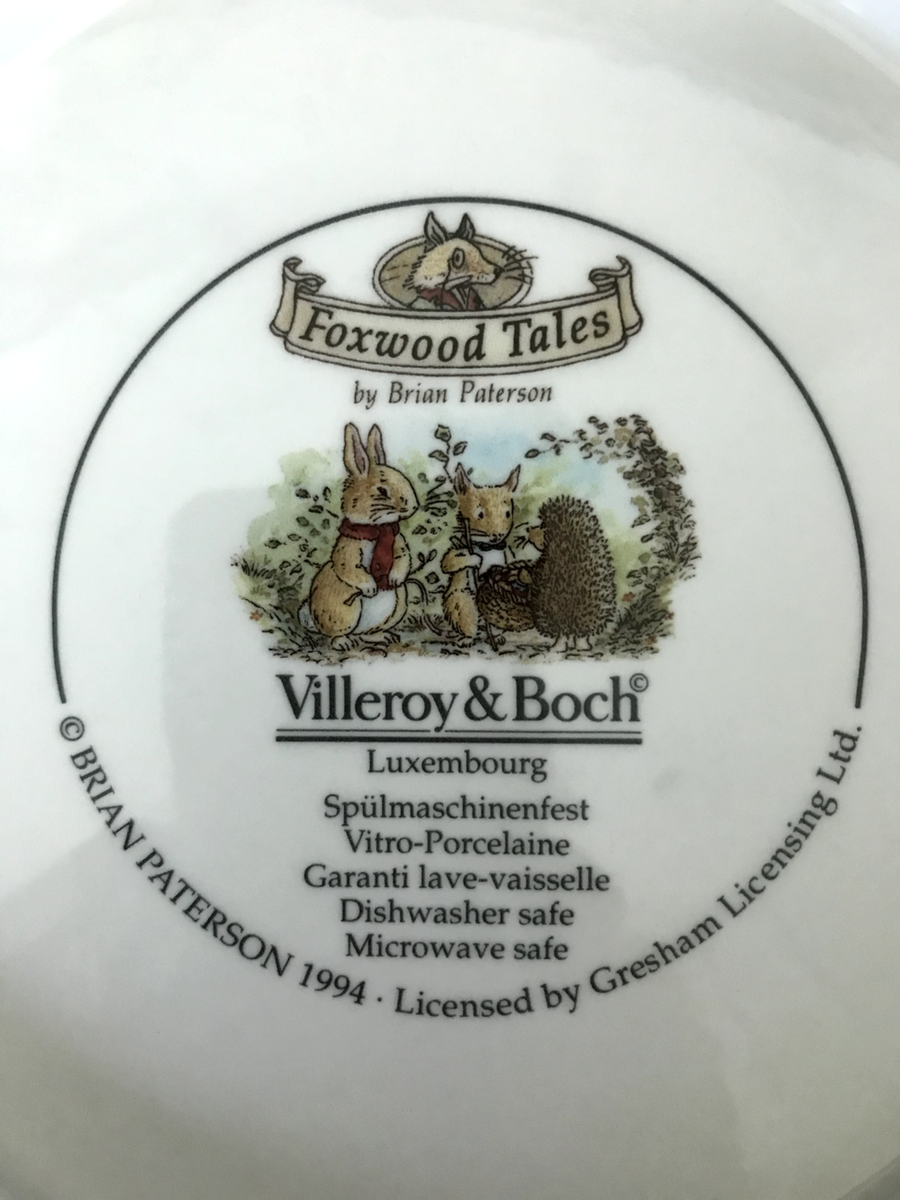 Foxwood Tales
by Brian Paterson
Villeroy & Boch©
Luxembourg
Spülmaschinenfest
Vitro-Porcelaine
Garanti lave-vaisselle
Dishwasher safe
Microwave safe
© BRIAN PATERSON 1994 · Licensed by Gresham Licensing Ltd.